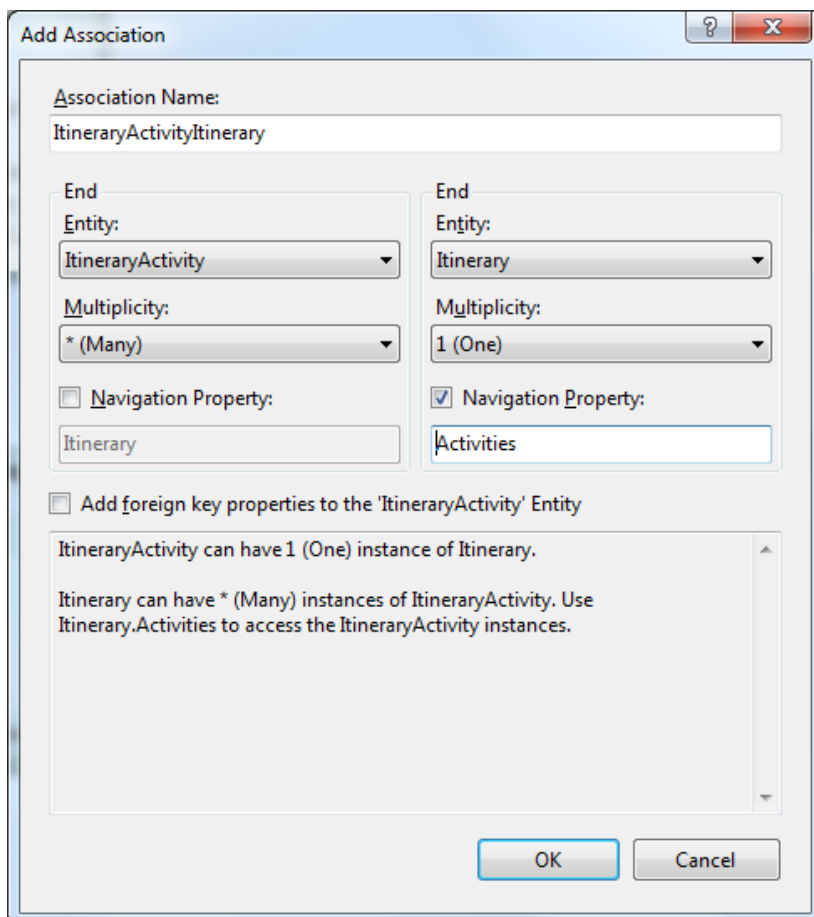 Add Association
Association Name:
ItineraryActivityItinerary
End
Entity:
ItineraryActivity
Multiplicity:
* (Many)
Navigation Property:
Itinerary
End
Entity:
Itinerary
Multiplicity:
1 (One)
Navigation Property:
Activities
Add foreign key properties to the 'ItineraryActivity' Entity
ItineraryActivity can have 1 (One) instance of Itinerary.
Itinerary can have * (Many) instances of ItineraryActivity. Use
Itinerary.Activities to access the ItineraryActivity instances.
OK
Cancel